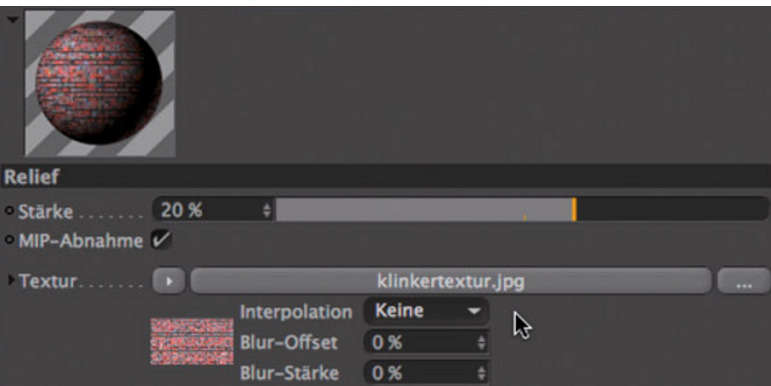 Relief
Stärke ....... 20 %
MIP-Abnahme
Textur ....... klinkertextur.jpg ...
Interpolation Keine
Blur-Offset 0 %
Blur-Stärke 0 %